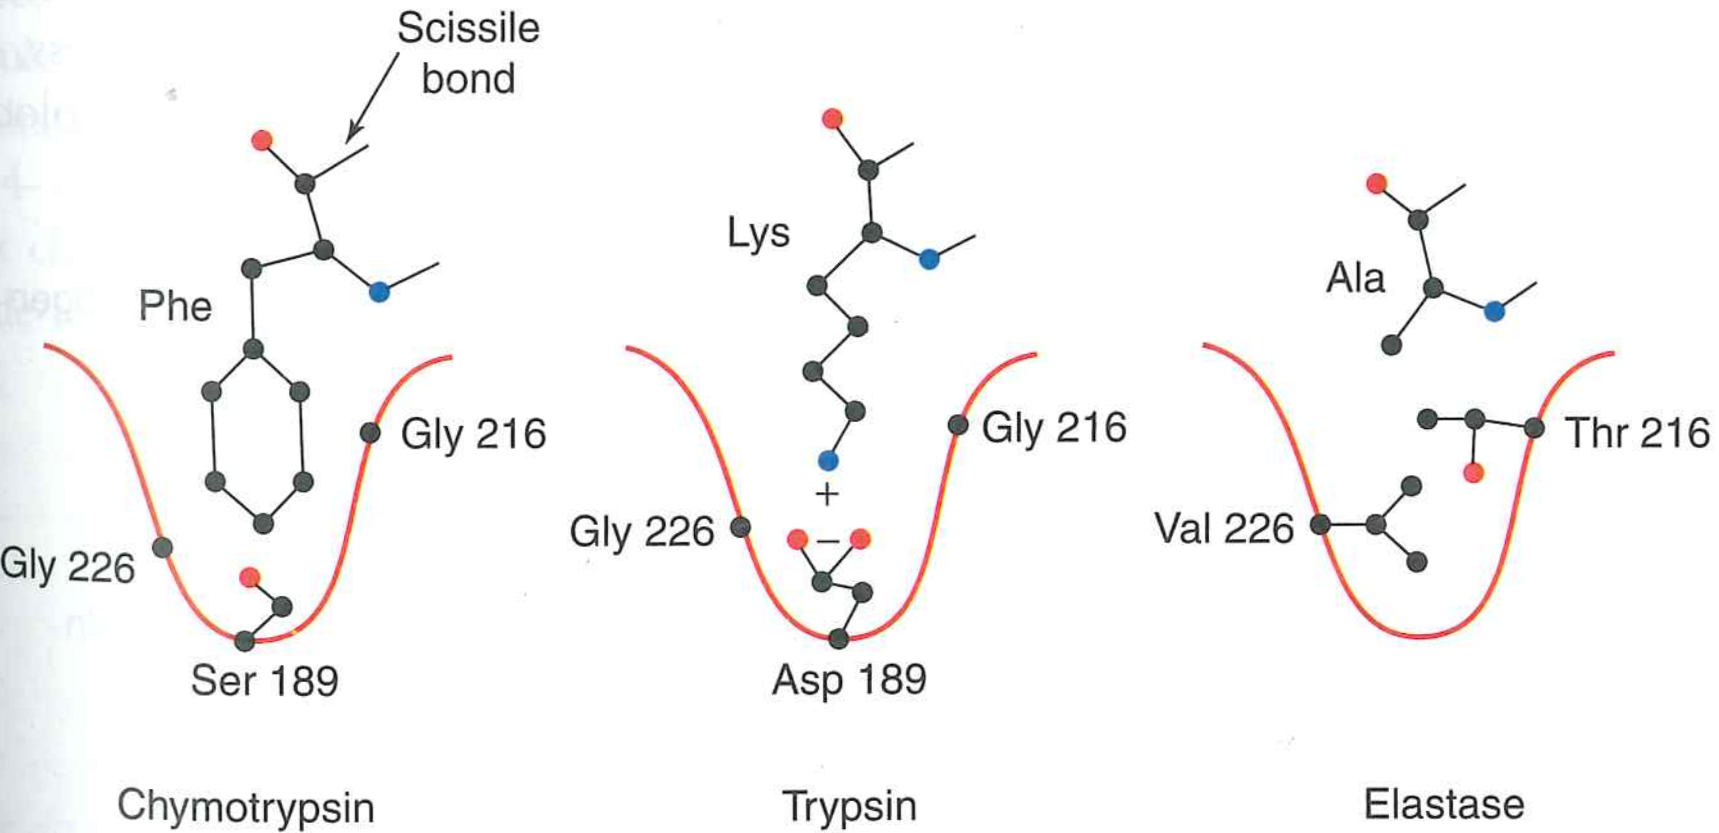 Scissile
bond
Phe
Gly 216
Gly 226
Ser 189
Chymotrypsin
Lys
Gly 216
Gly 226
+
−
Asp 189
Trypsin
Ala
Thr 216
Val 226
Elastase